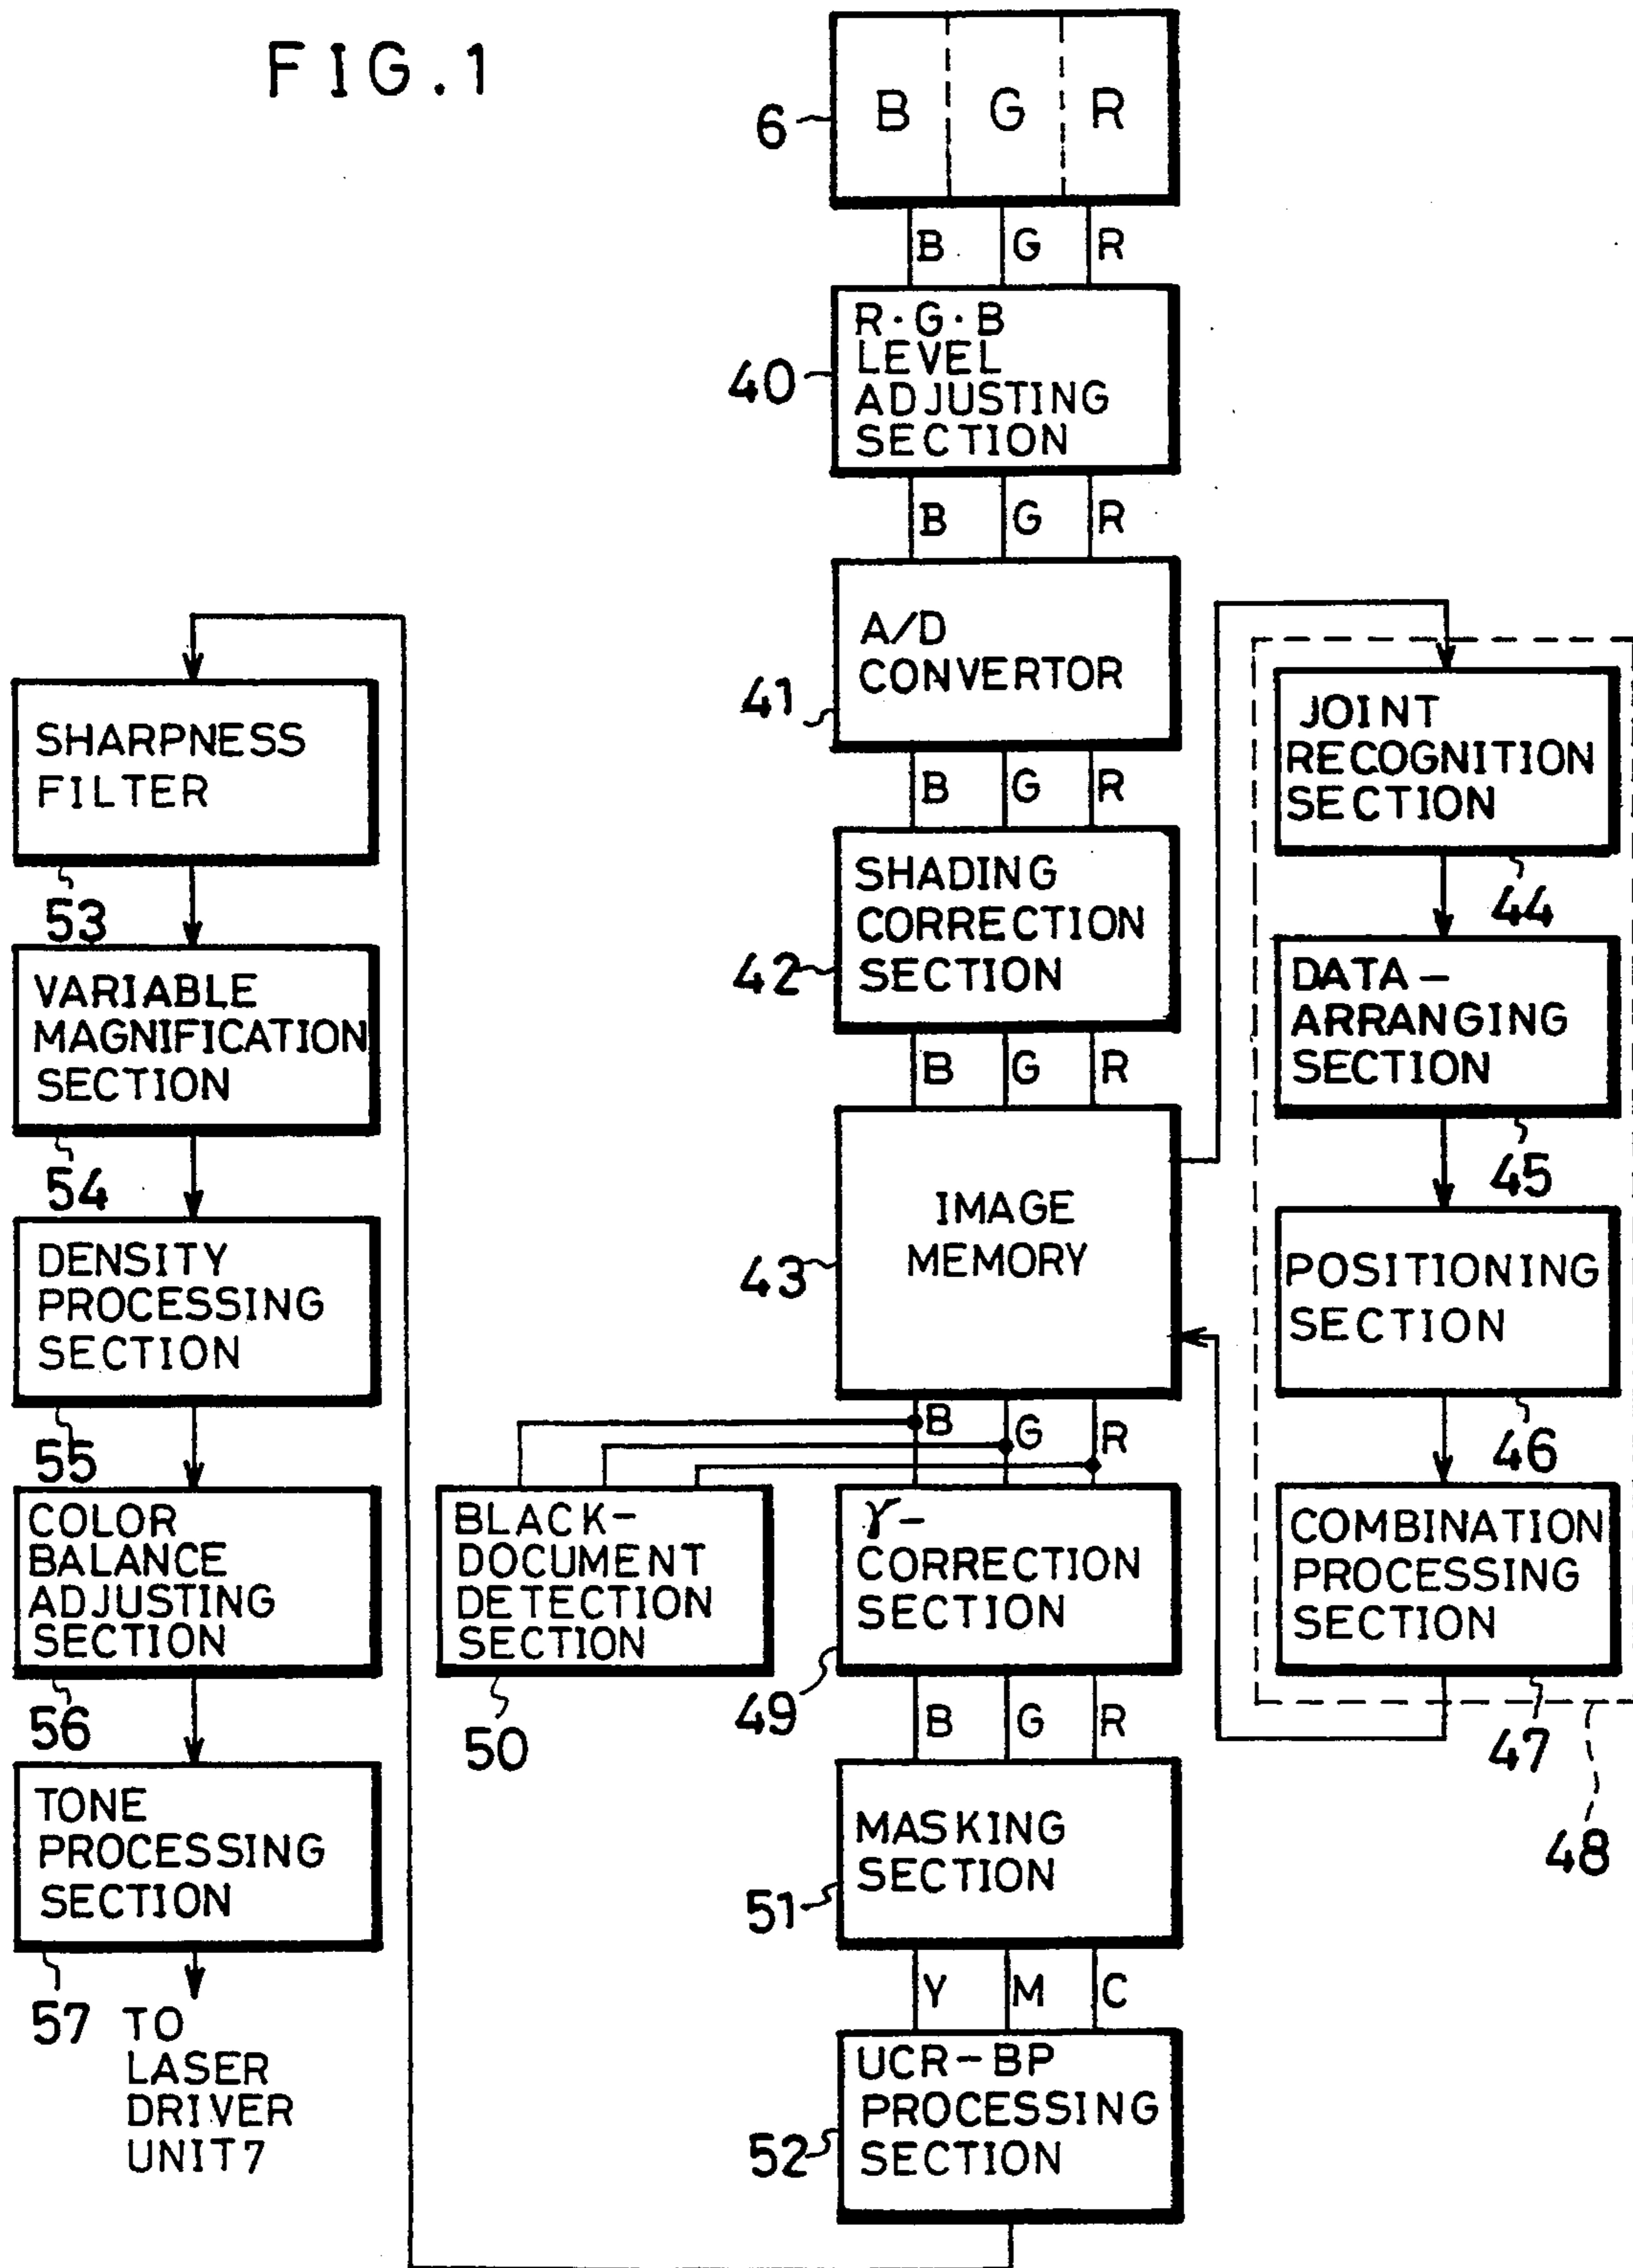 FIG.1
B G R
6
B G R
R·G·B
LEVEL
ADJUSTING
SECTION
40
B G R
A/D
CONVERTOR
41
B G R
SHADING
CORRECTION
SECTION
42
B G R
IMAGE
MEMORY
43
JOINT
RECOGNITION
SECTION
44
DATA-
ARRANGING
SECTION
45
POSITIONING
SECTION
46
COMBINATION
PROCESSING
SECTION
47
48
B G R
BLACK-
DOCUMENT
DETECTION
SECTION
50
γ-
CORRECTION
SECTION
49
B G R
MASKING
SECTION
51
Y M C
UCR-BP
PROCESSING
SECTION
52
SHARPNESS
FILTER
53
VARIABLE
MAGNIFICATION
SECTION
54
DENSITY
PROCESSING
SECTION
55
COLOR
BALANCE
ADJUSTING
SECTION
56
TONE
PROCESSING
SECTION
57
TO
LASER
DRIVER
UNIT7